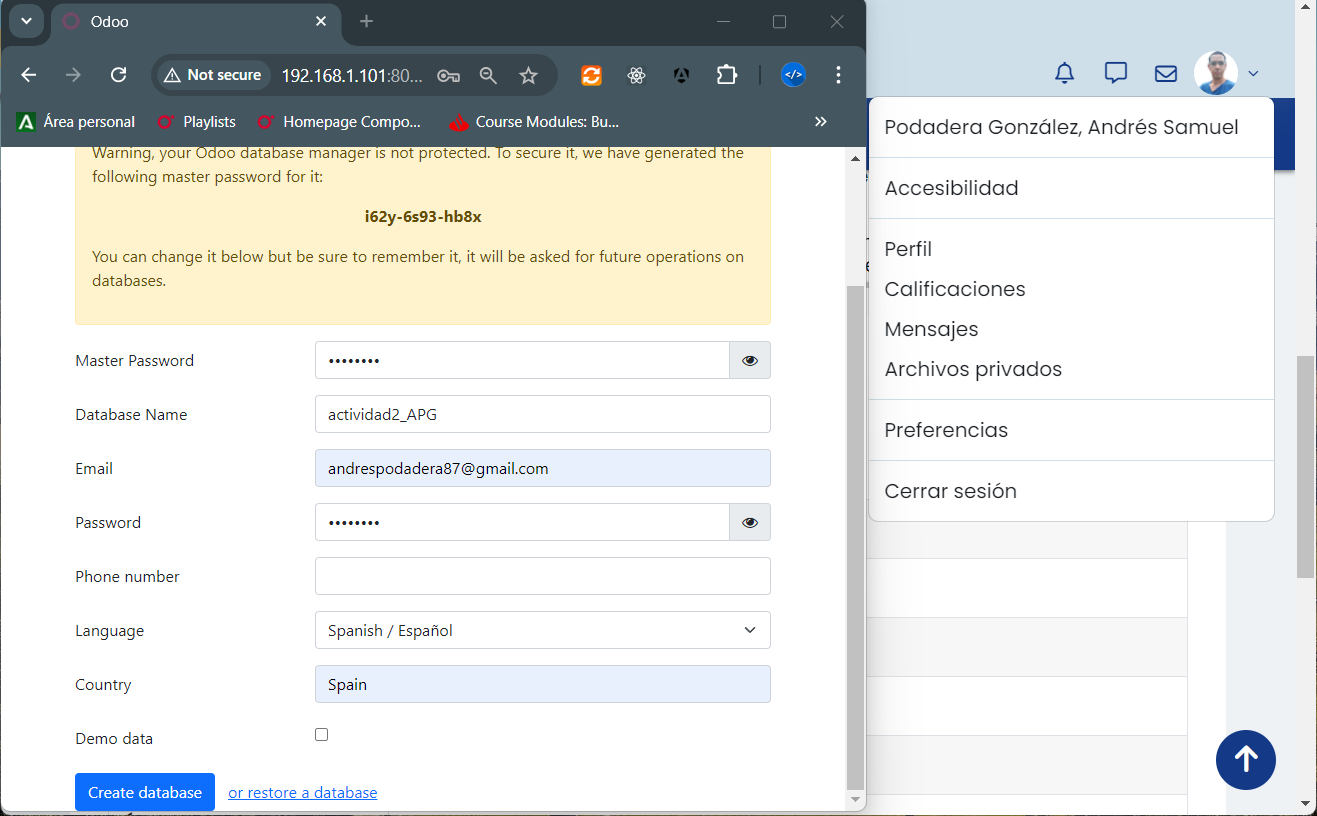 Odoo
Not secure
192.168.1.101:80...
Área personal
Playlists
Homepage Compo...
Course Modules: Bu...
Warning, your Odoo database manager is not protected. To secure it, we have generated the
following master password for it:
i62y-6s93-hb8x
You can change it below but be sure to remember it, it will be asked for future operations on
databases.
Master Password
••••••••
Database Name
actividad2_APG
Email
andrespodadera87@gmail.com
Password
••••••••
Phone number
Language
Spanish / Español
Country
Spain
Demo data
Create database
or restore a database
Podadera González, Andrés Samuel
Accesibilidad
Perfil
Calificaciones
Mensajes
Archivos privados
Preferencias
Cerrar sesión